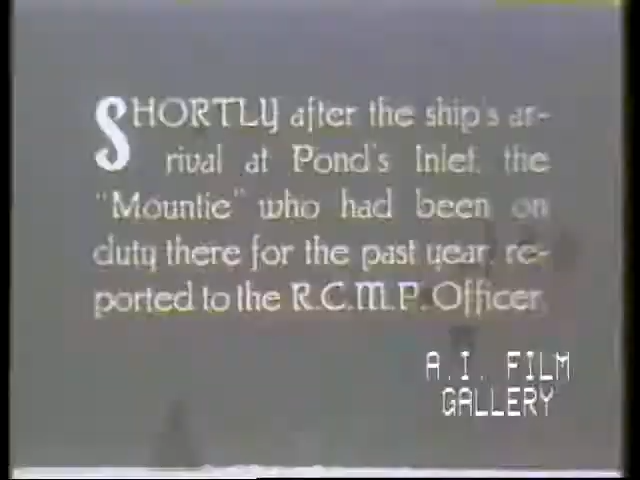 SHORTLY after the ship's ar-
rival at Pond's Inlet, the
"Mountie" who had been on
duty there for the past year, re-
ported to the R.C.M.P. Officer.
A.I. FILM
GALLERY